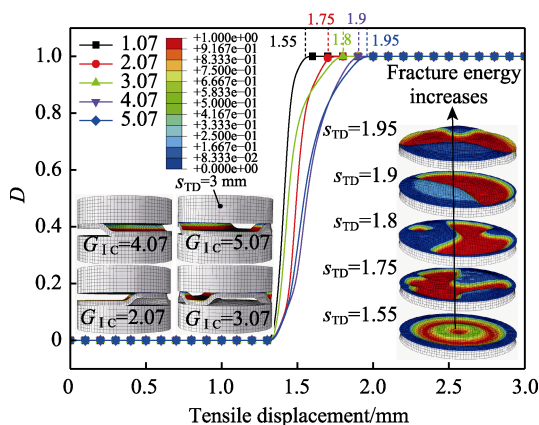 1.75
1.9
1.55
1.8
1.95
1.07
2.07
3.07
4.07
5.07
+1.000e+00
+9.167e−01
+8.333e−01
+7.500e−01
+6.667e−01
+5.833e−01
+5.000e−01
+4.167e−01
+3.333e−01
+2.500e−01
+1.667e−01
+8.333e−02
+0.000e+00
Fracture energy
increases
sTD=3 mm
GⅠC=4.07
GⅠC=5.07
GⅠC=2.07
GⅠC=3.07
sTD=1.95
sTD=1.9
sTD=1.8
sTD=1.75
sTD=1.55
D
1.0
0.8
0.6
0.4
0.2
0
0
0.5
1.0
1.5
2.0
2.5
3.0
Tensile displacement/mm